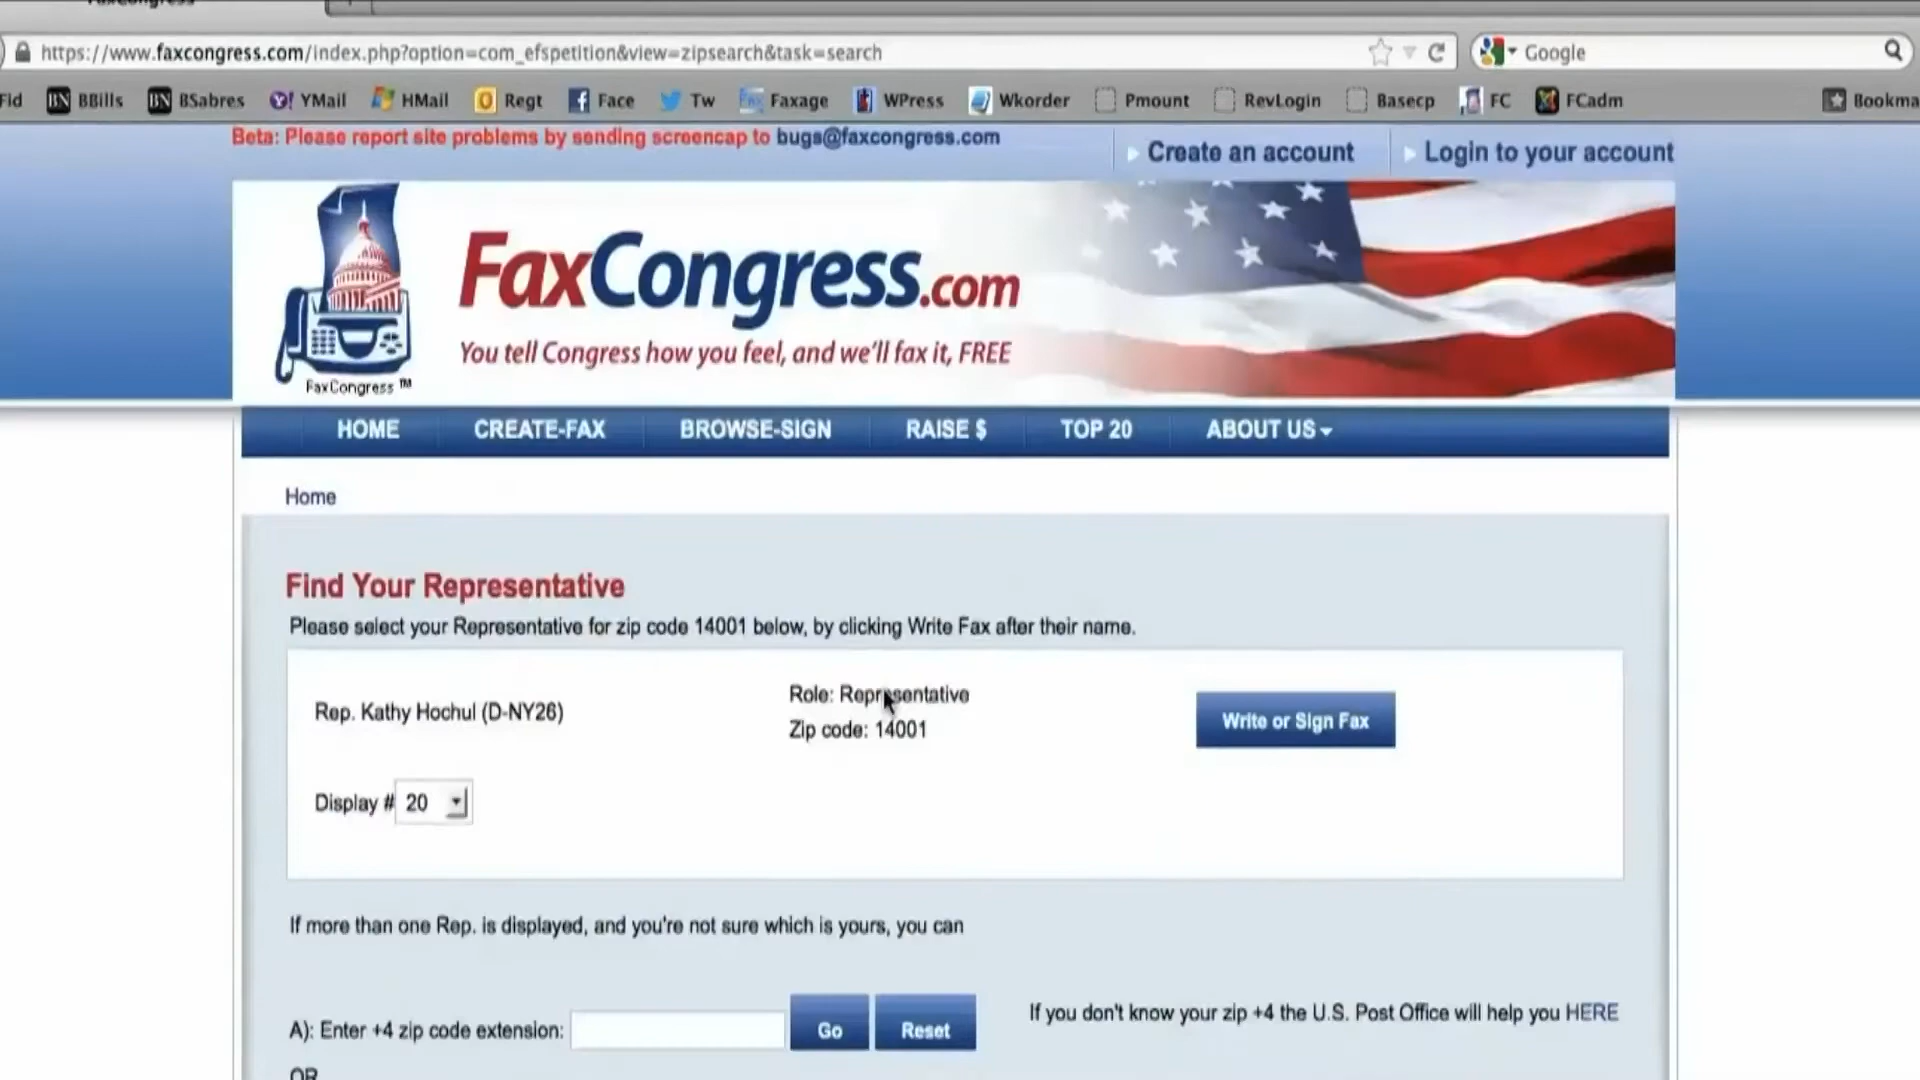 https://www.faxcongress.com/index.php?option=com_efspetition&view=zipsearch&task=search
Google
Fid BBills BSabres YMail HMail Regt Face Tw Faxage WPress Wkorder Pmount RevLogin Basecp FC FCadm Bookma
Beta: Please report site problems by sending screencap to bugs@faxcongress.com
Create an account Login to your account
FaxCongress.com
You tell Congress how you feel, and we'll fax it, FREE
FaxCongress ™
HOME CREATE-FAX BROWSE-SIGN RAISE $ TOP 20 ABOUT US
Home
Find Your Representative
Please select your Representative for zip code 14001 below, by clicking Write Fax after their name.
Rep. Kathy Hochul (D-NY26)
Role: Representative
Zip code: 14001
Write or Sign Fax
Display # 20
If more than one Rep. is displayed, and you're not sure which is yours, you can
A): Enter +4 zip code extension: Go Reset
If you don't know your zip +4 the U.S. Post Office will help you HERE
OR